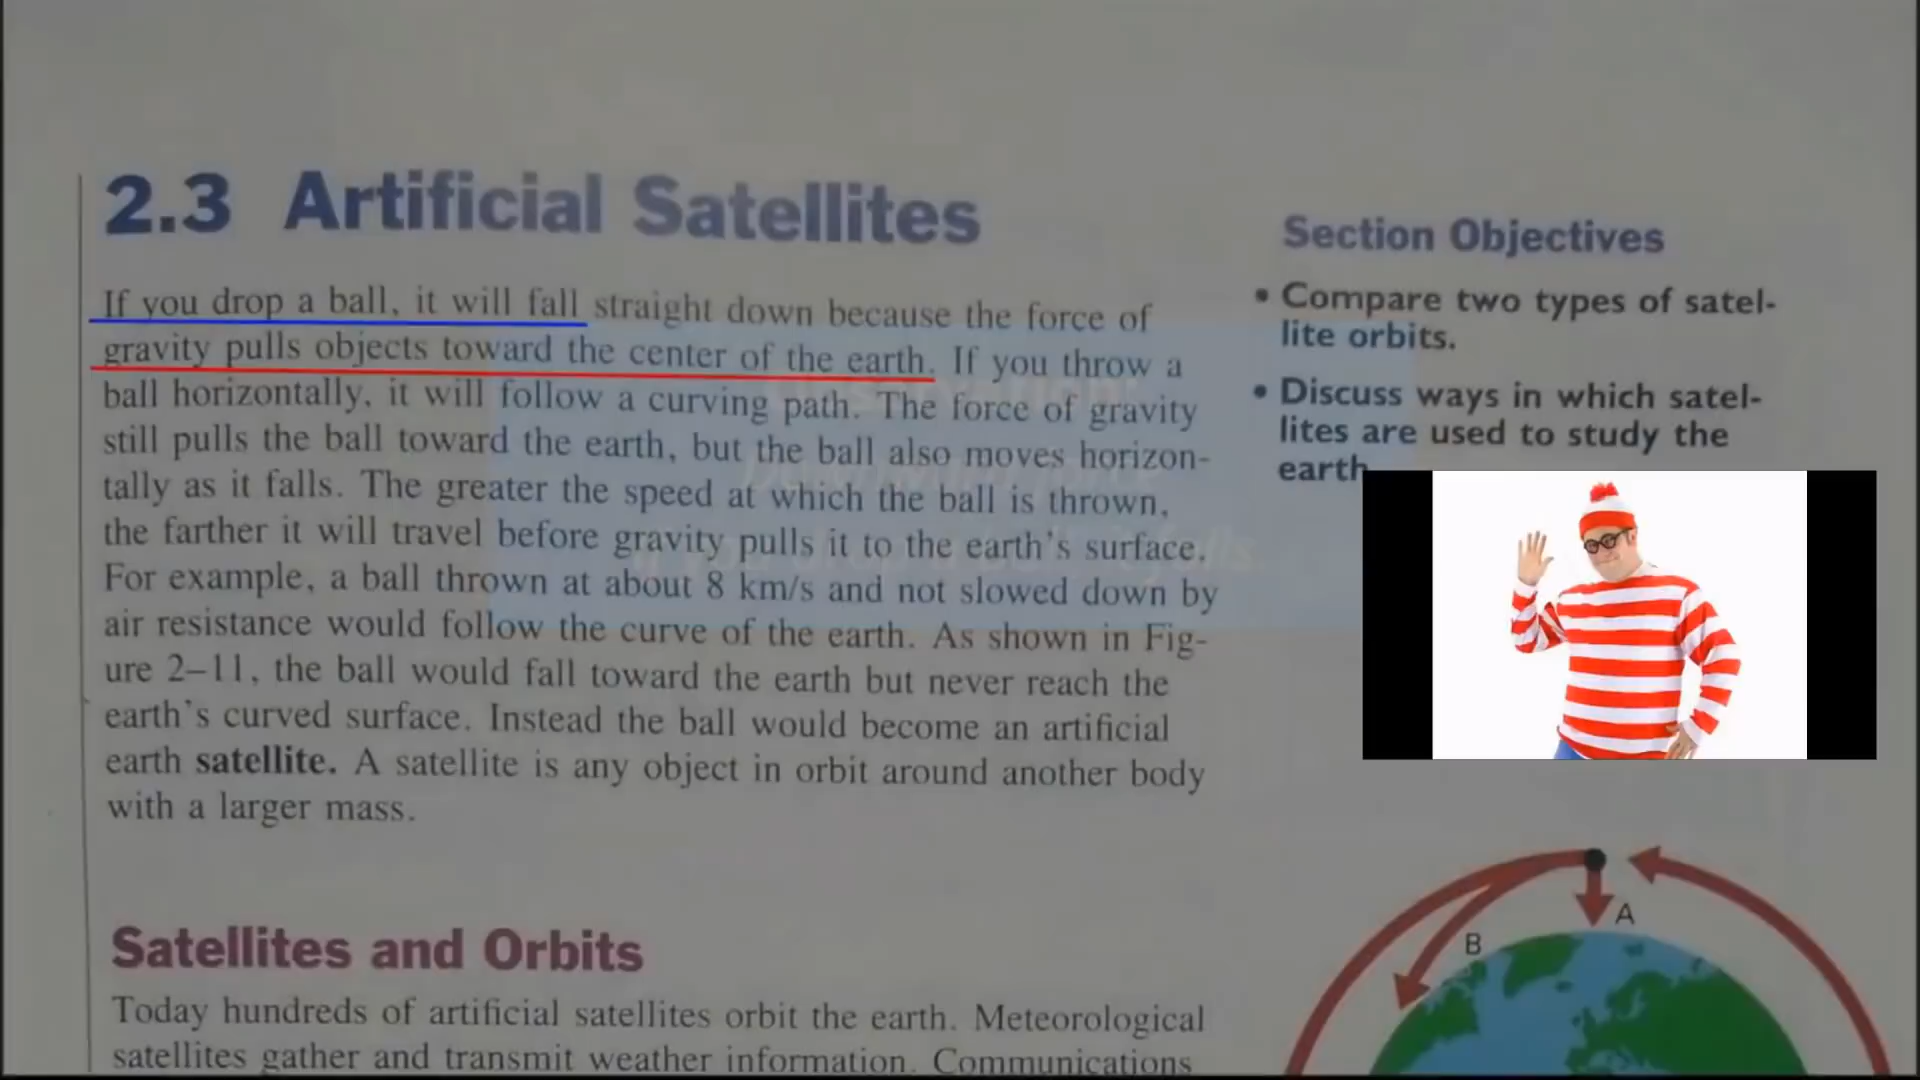 2.3 Artificial Satellites
If you drop a ball, it will fall straight down because the force of
gravity pulls objects toward the center of the earth. If you throw a
ball horizontally, it will follow a curving path. The force of gravity
still pulls the ball toward the earth, but the ball also moves horizon-
tally as it falls. The greater the speed at which the ball is thrown,
the farther it will travel before gravity pulls it to the earth's surface.
For example, a ball thrown at about 8 km/s and not slowed down by
air resistance would follow the curve of the earth. As shown in Fig-
ure 2–11, the ball would fall toward the earth but never reach the
earth's curved surface. Instead the ball would become an artificial
earth satellite. A satellite is any object in orbit around another body
with a larger mass.
Satellites and Orbits
Today hundreds of artificial satellites orbit the earth. Meteorological
satellites gather and transmit weather information. Communications
Section Objectives
• Compare two types of satel-
lite orbits.
• Discuss ways in which satel-
lites are used to study the
earth
A
B
if you drop a ball, it falls.